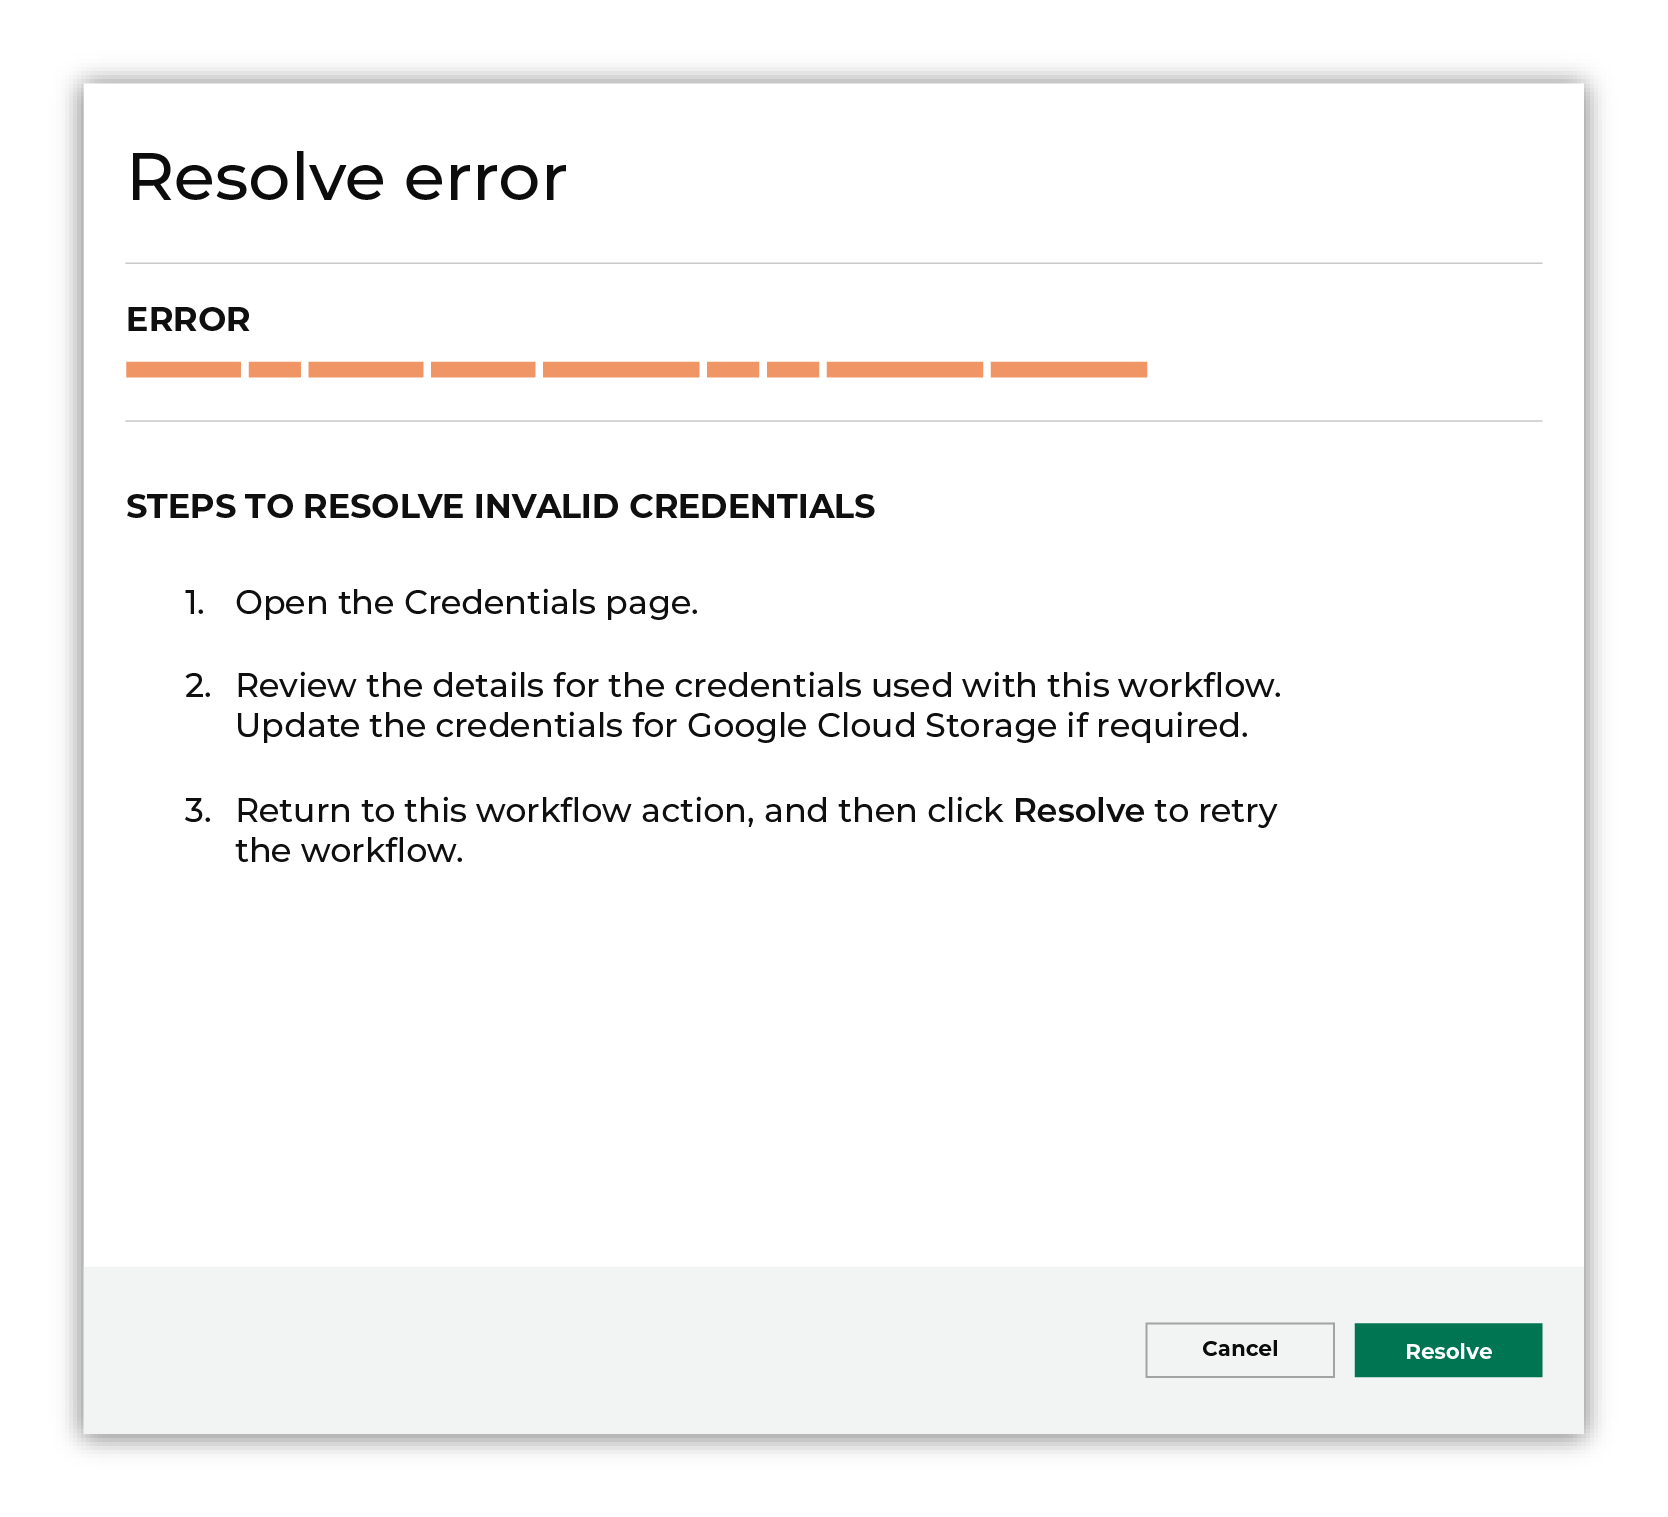 Resolve error
ERROR
STEPS TO RESOLVE INVALID CREDENTIALS
1. Open the Credentials page.
2. Review the details for the credentials used with this workflow.
Update the credentials for Google Cloud Storage if required.
3. Return to this workflow action, and then click Resolve to retry
the workflow.
Cancel
Resolve